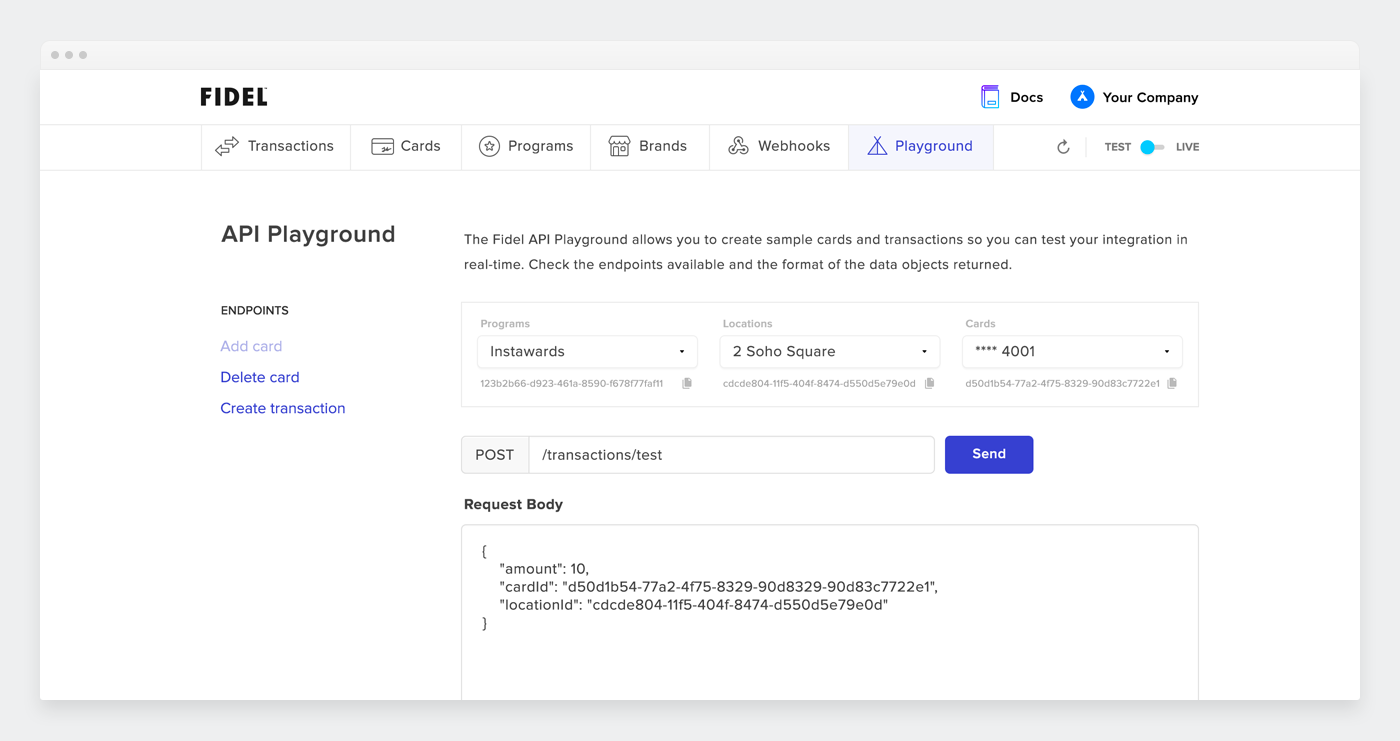 FIDEL
Docs
Your Company
Transactions
Cards
Programs
Brands
Webhooks
Playground
TEST
LIVE
API Playground
The Fidel API Playground allows you to create sample cards and transactions so you can test your integration in
real-time. Check the endpoints available and the format of the data objects returned.
ENDPOINTS
Add card
Delete card
Create transaction
Programs
Locations
Cards
Instawards
2 Soho Square
**** 4001
123b2b66-d923-461a-8590-f678f77faf11
cdcde804-11f5-404f-8474-d550d5e79e0d
d50d1b54-77a2-4f75-8329-90d83c7722e1
POST
/transactions/test
Send
Request Body
{
"amount": 10,
"cardId": "d50d1b54-77a2-4f75-8329-90d8329-90d83c7722e1",
"locationId": "cdcde804-11f5-404f-8474-d550d5e79e0d"
}